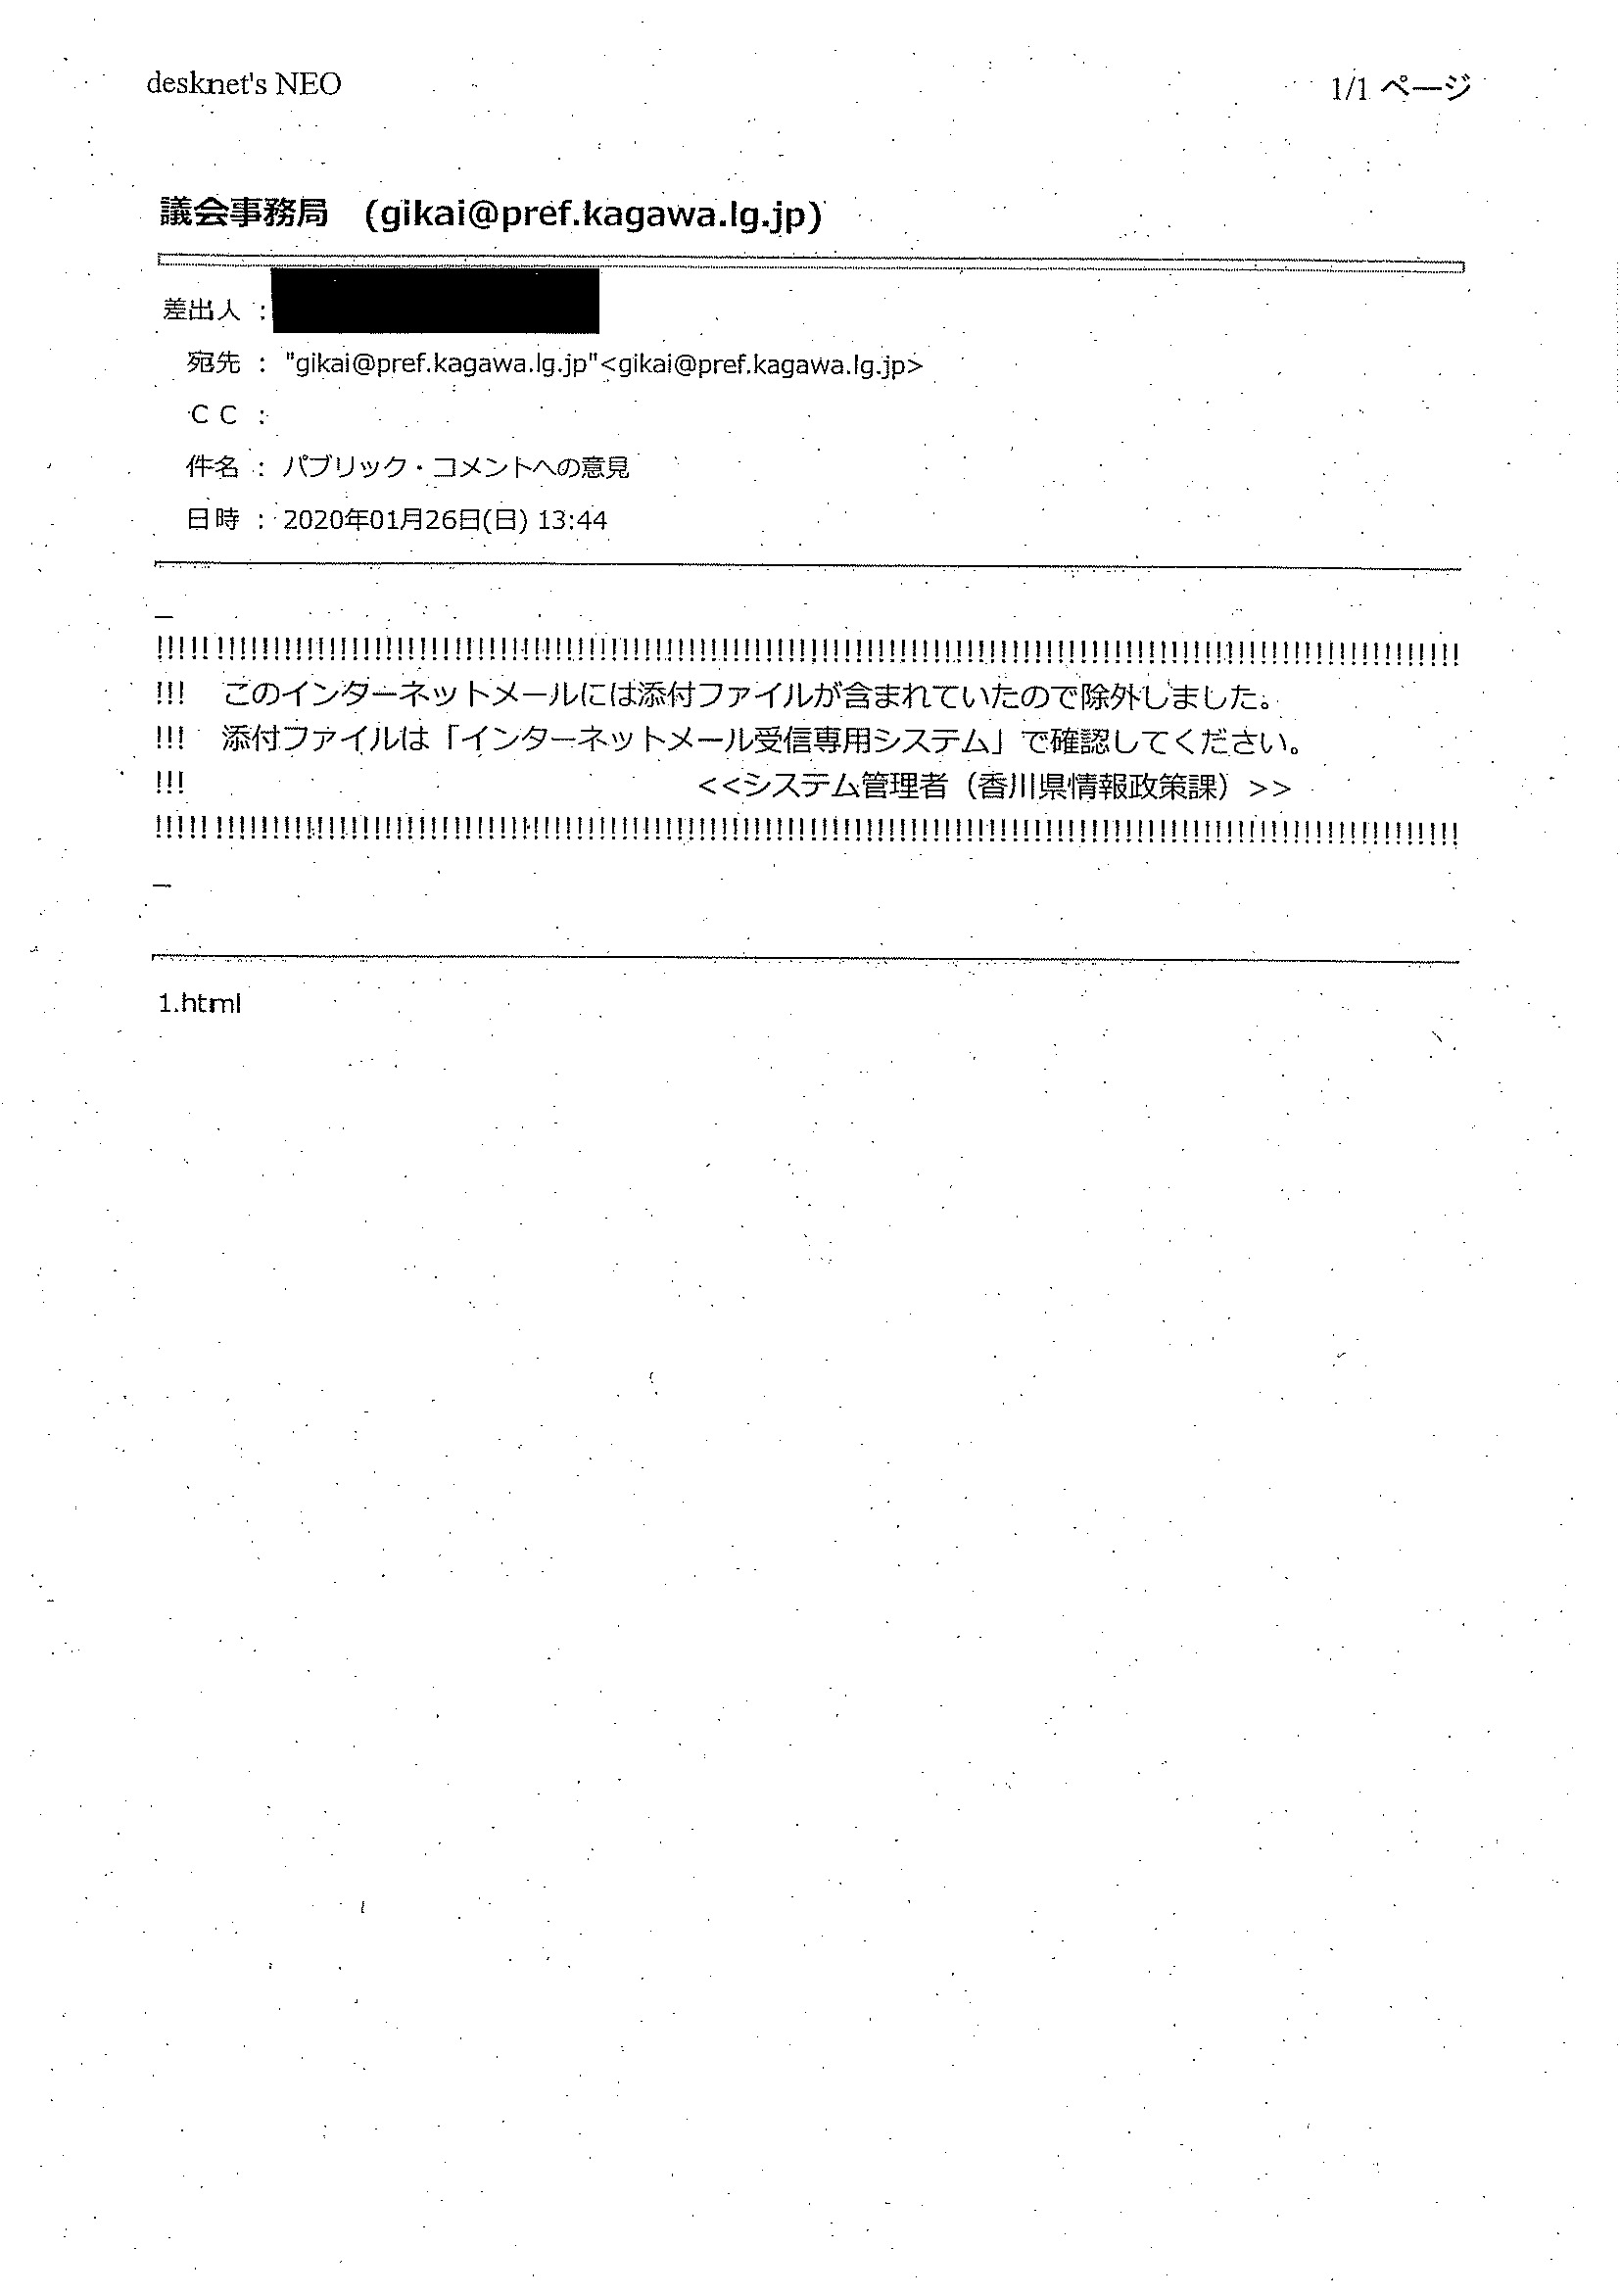 desknet's NEO
1/1 ページ
議会事務局 (gikai@pref.kagawa.lg.jp)
差出人 :
宛先 : "gikai@pref.kagawa.lg.jp"<gikai@pref.kagawa.lg.jp>
ＣＣ :
件名 : パブリック・コメントへの意見
日時 : 2020年01月26日(日) 13:44
_
!!!!!!!!!!!!!!!!!!!!!!!!!!!!!!!!!!!!!!!!!!!!!!!!!!!!!!!!!!!!!!!!!!!!!!!!!!!!!!!!!!!!!!!!!!!!!!!!!!!!!!!!!!!!!!!!!!
!!!　このインターネットメールには添付ファイルが含まれていたので除外しました。
!!!　添付ファイルは「インターネットメール受信専用システム」で確認してください。
!!!　<<システム管理者（香川県情報政策課）>>
!!!!!!!!!!!!!!!!!!!!!!!!!!!!!!!!!!!!!!!!!!!!!!!!!!!!!!!!!!!!!!!!!!!!!!!!!!!!!!!!!!!!!!!!!!!!!!!!!!!!!!!!!!!!!!!!!!
_
1.html